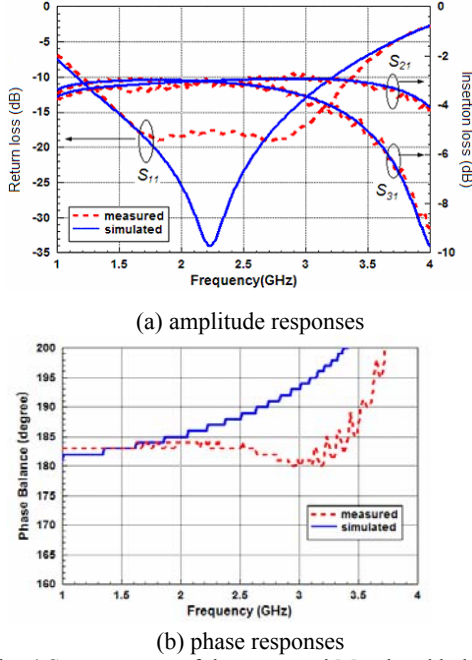 0
-5
-10
-15
-20
-25
-30
-35
Return loss (dB)
0
-2
-4
-6
-8
-10
Insertion loss (dB)
S21
S11
S31
measured
simulated
1 1.5 2 2.5 3 3.5 4
Frequency(GHz)
(a) amplitude responses
200
195
190
185
180
175
170
165
160
Phase Balance (degree)
measured
simulated
1 1.5 2 2.5 3 3.5 4
Frequency (GHz)
(b) phase responses